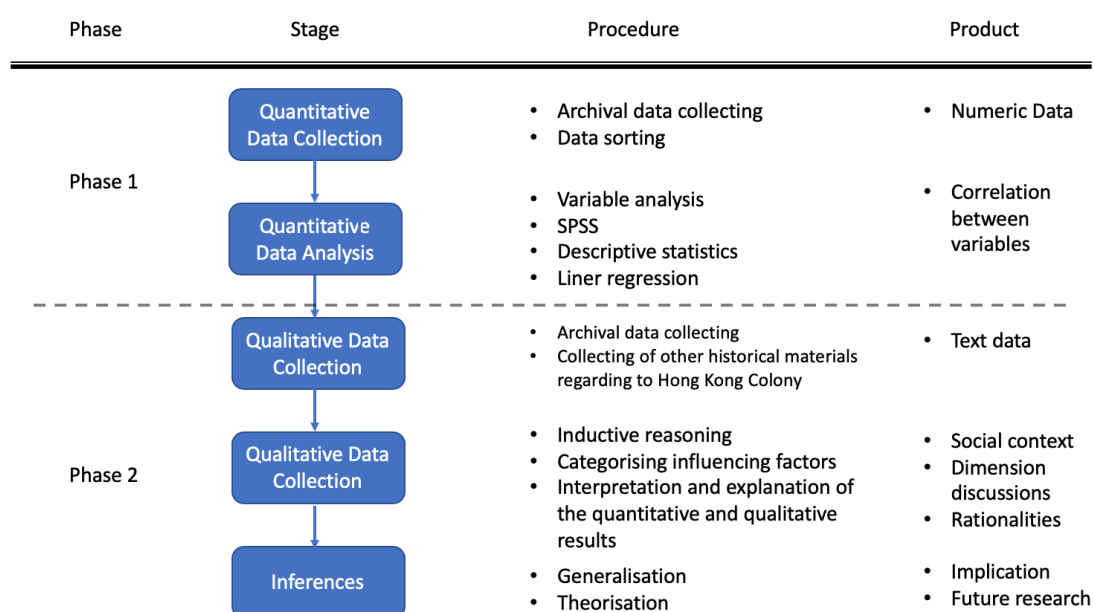 Phase Stage Procedure Product
Quantitative
Data Collection
• Archival data collecting
• Data sorting
• Numeric Data
Phase 1
Quantitative
Data Analysis
• Variable analysis
• SPSS
• Descriptive statistics
• Liner regression
• Correlation
between
variables
Qualitative Data
Collection
• Archival data collecting
• Collecting of other historical materials
regarding to Hong Kong Colony
• Text data
Phase 2
Qualitative Data
Collection
• Inductive reasoning
• Categorising influencing factors
• Interpretation and explanation of
the quantitative and qualitative
results
• Social context
• Dimension
discussions
• Rationalities
Inferences
• Generalisation
• Theorisation
• Implication
• Future research